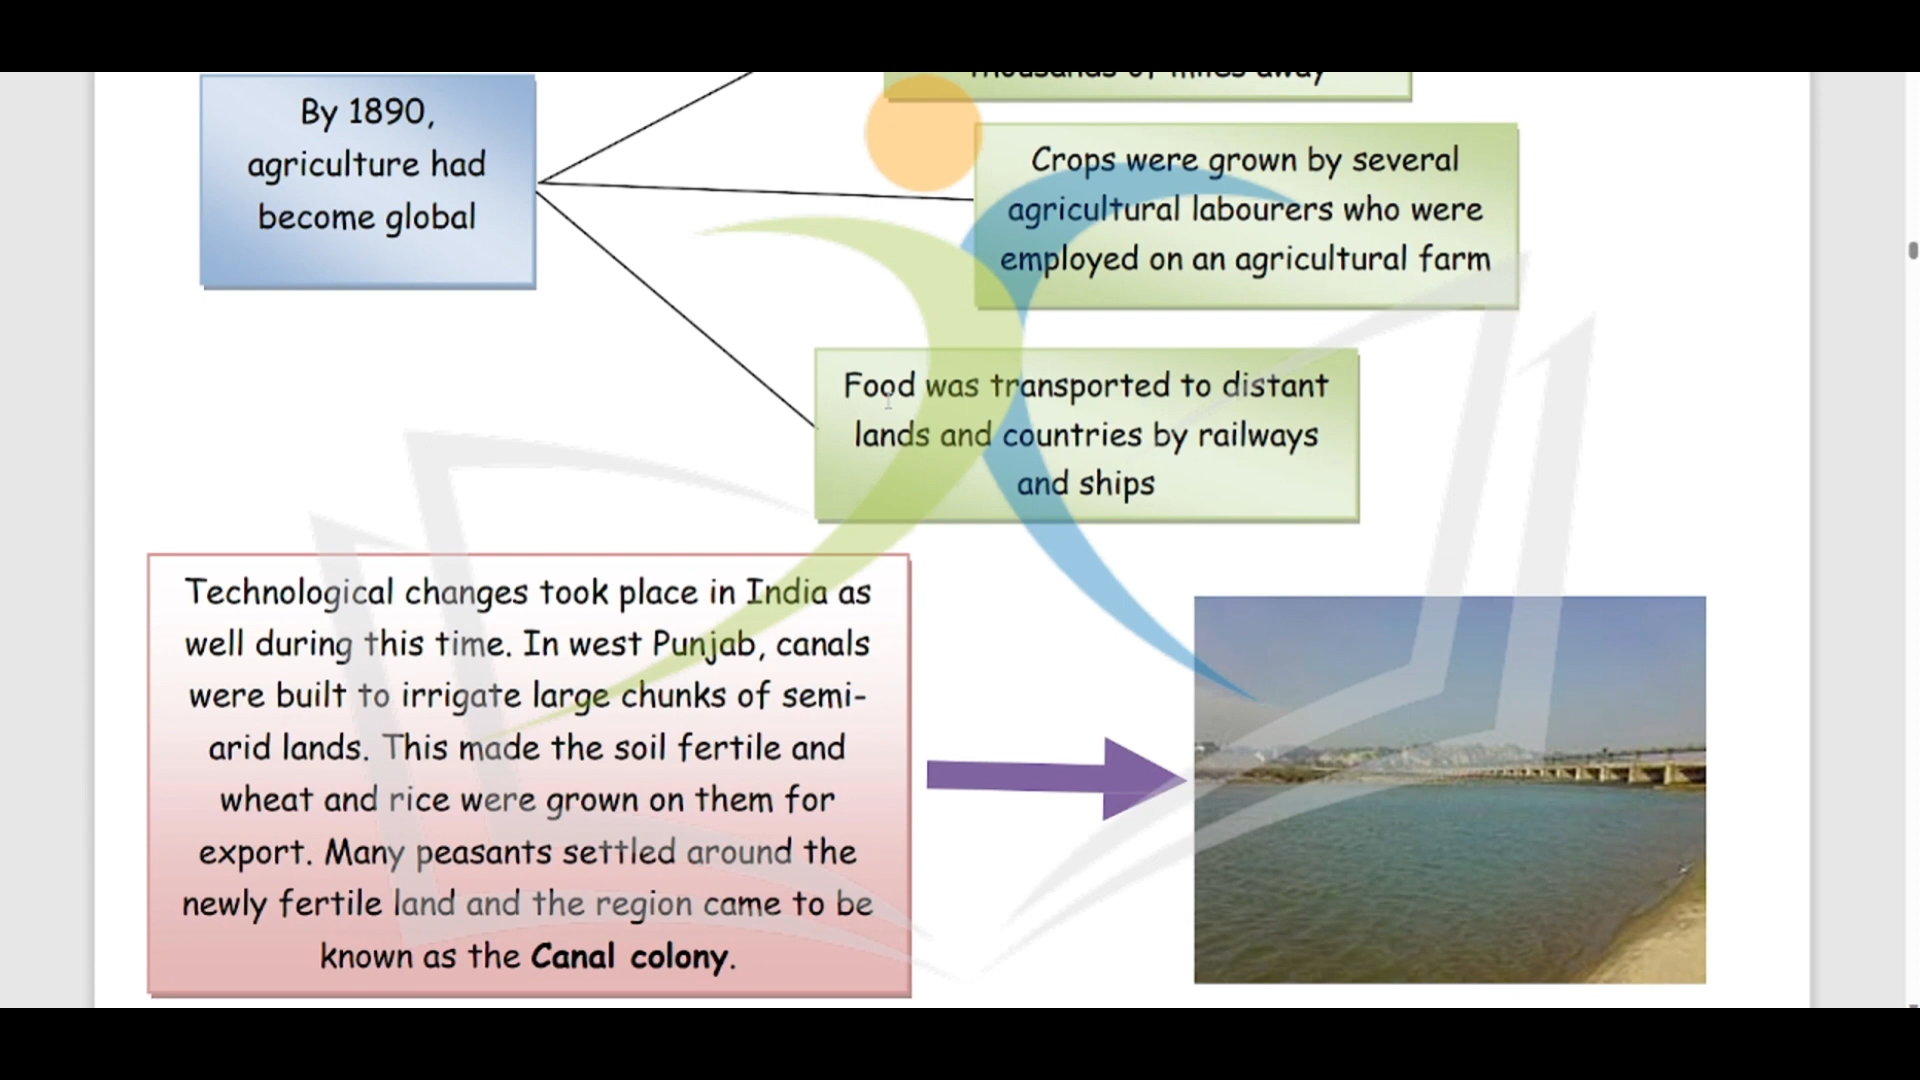 thousands of miles away
By 1890,
agriculture had
become global
Crops were grown by several
agricultural labourers who were
employed on an agricultural farm
Food was transported to distant
lands and countries by railways
and ships
Technological changes took place in India as
well during this time. In west Punjab, canals
were built to irrigate large chunks of semi-
arid lands. This made the soil fertile and
wheat and rice were grown on them for
export. Many peasants settled around the
newly fertile land and the region came to be
known as the Canal colony.